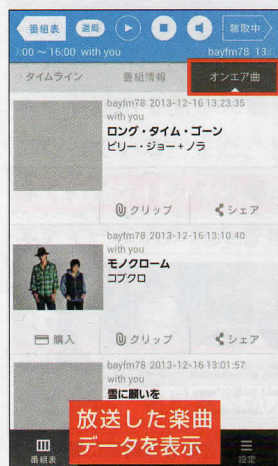 番組表 選局 聴取中
:00 ~ 16:00 with you bayfm78 13:
タイムライン 番組情報 オンエア曲
bayfm78 2013-12-16 13:23:35
with you
ロング・タイム・ゴーン
ビリー・ジョー+ノラ
クリップ シェア
bayfm78 2013-12-16 13:10:40
with you
モノクローム
コブクロ
購入 クリップ シェア
bayfm78 2013-12-16 13:01:57
with you
雪に願いを
放送した楽曲
データを表示
番組表 設定